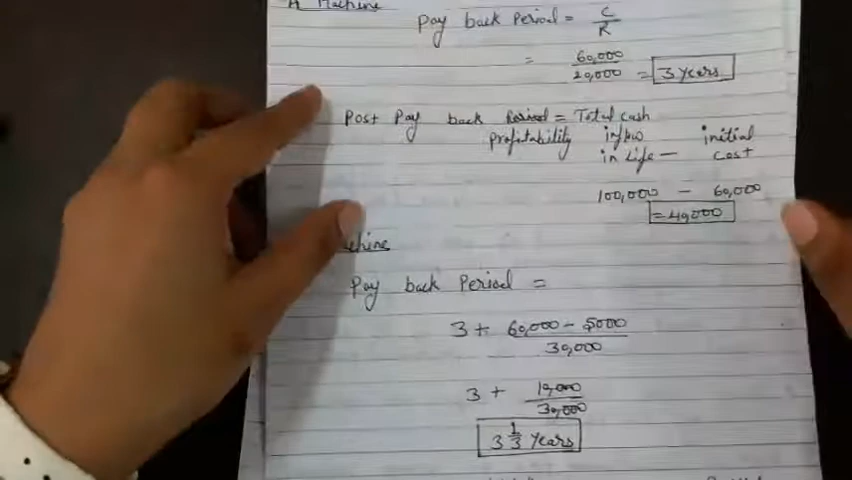 A Machine
Pay back Period = C
R
= 60,000
20,000 = 3 Years
Post Pay back Period = Total cash
profitability inflow initial
in Life — cost
100,000 — 60,000
= 40,000
Pay back Period =
3 + 60,000 - 50000
30,000
3 + 10,000
30,000
3 1/3 Years